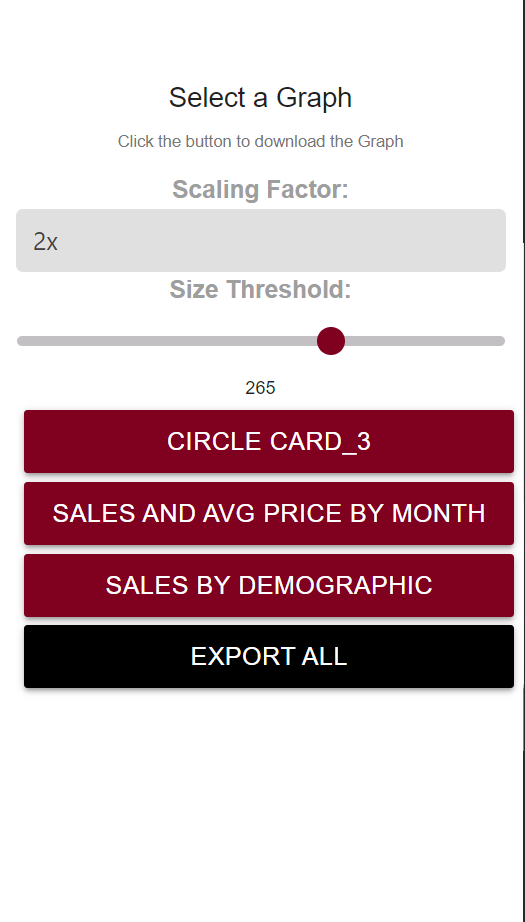 Select a Graph
Click the button to download the Graph
Scaling Factor:
2x
Size Threshold:
265
CIRCLE CARD_3
SALES AND AVG PRICE BY MONTH
SALES BY DEMOGRAPHIC
EXPORT ALL